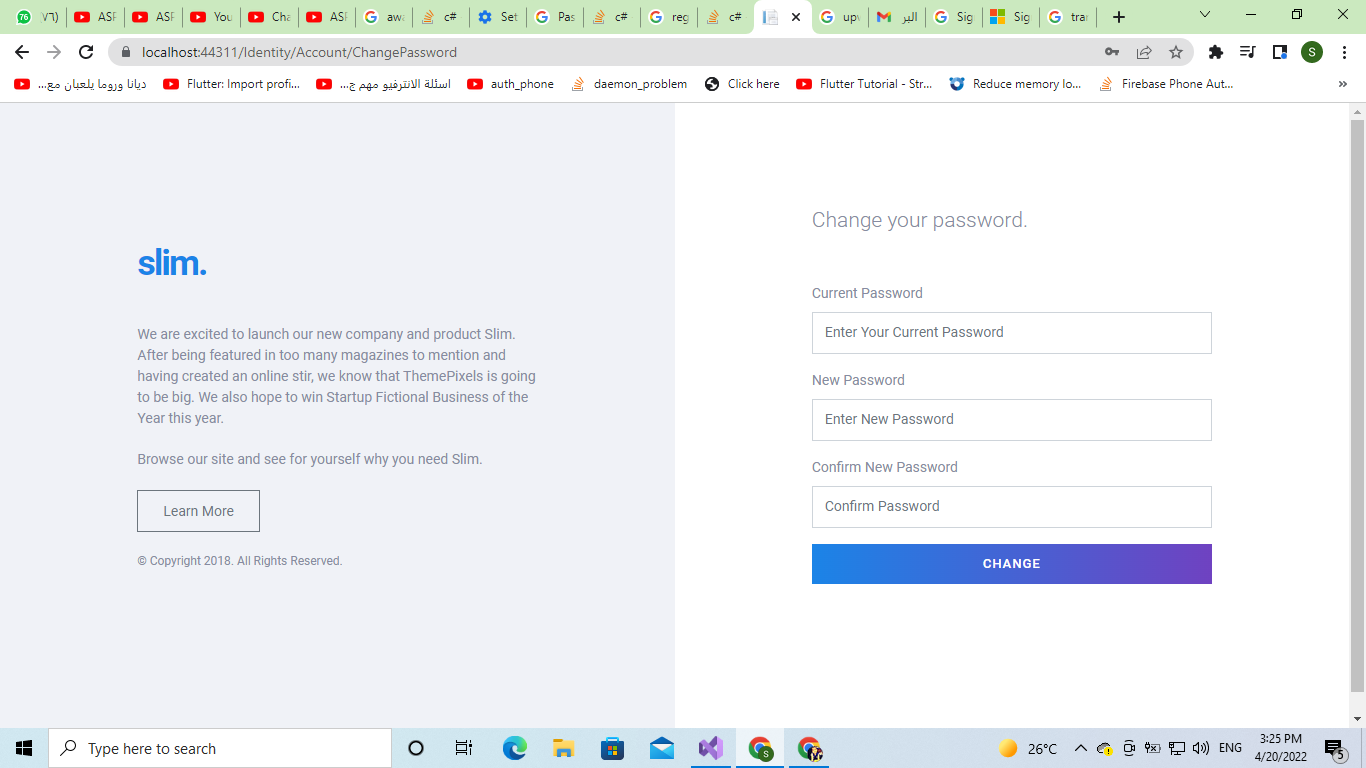 76
٧٦)
ASP
ASP
You
Cha
ASP
awa
c#
Set
Pas
c#
reg
c#
upv
البر
Sig
Sig
tran
localhost:44311/Identity/Account/ChangePassword
S
ديانا وروما يلعبان مع...
Flutter: Import profi...
اسئلة الانترفيو مهم ج...
auth_phone
daemon_problem
Click here
Flutter Tutorial - Str...
Reduce memory lo...
Firebase Phone Aut...
»
slim.
We are excited to launch our new company and product Slim.
After being featured in too many magazines to mention and
having created an online stir, we know that ThemePixels is going
to be big. We also hope to win Startup Fictional Business of the
Year this year.
Browse our site and see for yourself why you need Slim.
Learn More
© Copyright 2018. All Rights Reserved.
Change your password.
Current Password
Enter Your Current Password
New Password
Enter New Password
Confirm New Password
Confirm Password
CHANGE
Type here to search
S
26°C
ENG
3:25 PM
4/20/2022
5